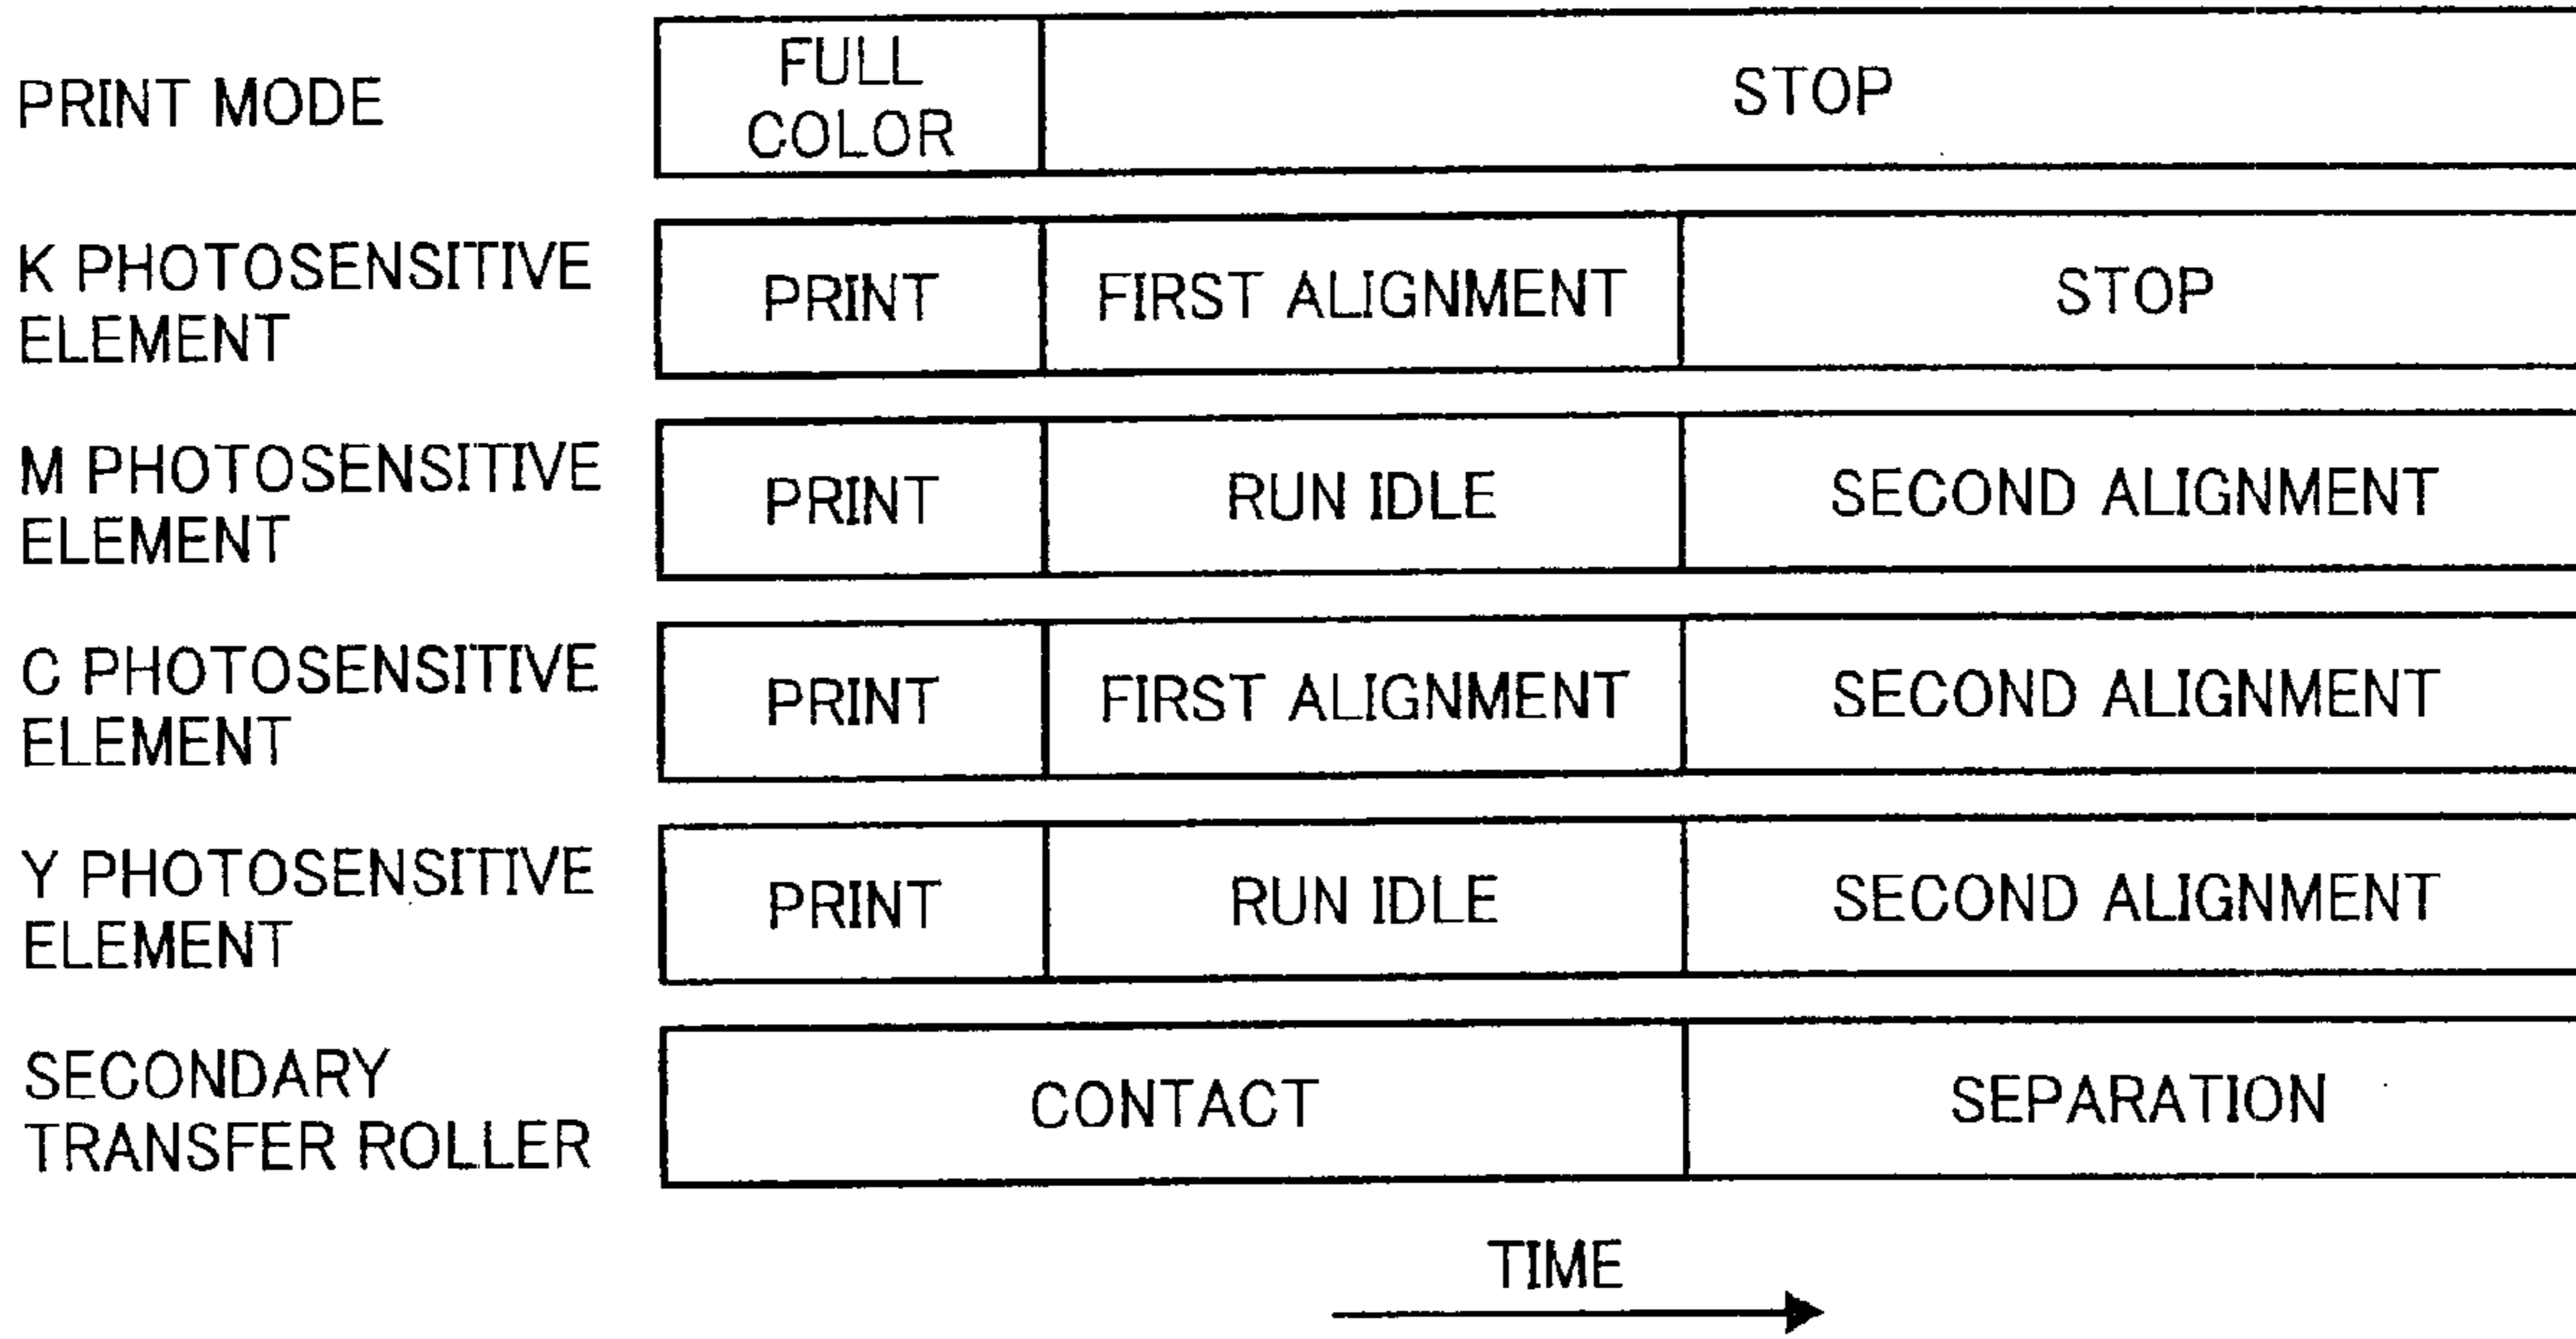 PRINT MODE
FULL
COLOR
STOP
K PHOTOSENSITIVE
ELEMENT
PRINT
FIRST ALIGNMENT
STOP
M PHOTOSENSITIVE
ELEMENT
PRINT
RUN IDLE
SECOND ALIGNMENT
C PHOTOSENSITIVE
ELEMENT
PRINT
FIRST ALIGNMENT
SECOND ALIGNMENT
Y PHOTOSENSITIVE
ELEMENT
PRINT
RUN IDLE
SECOND ALIGNMENT
SECONDARY
TRANSFER ROLLER
CONTACT
SEPARATION
TIME